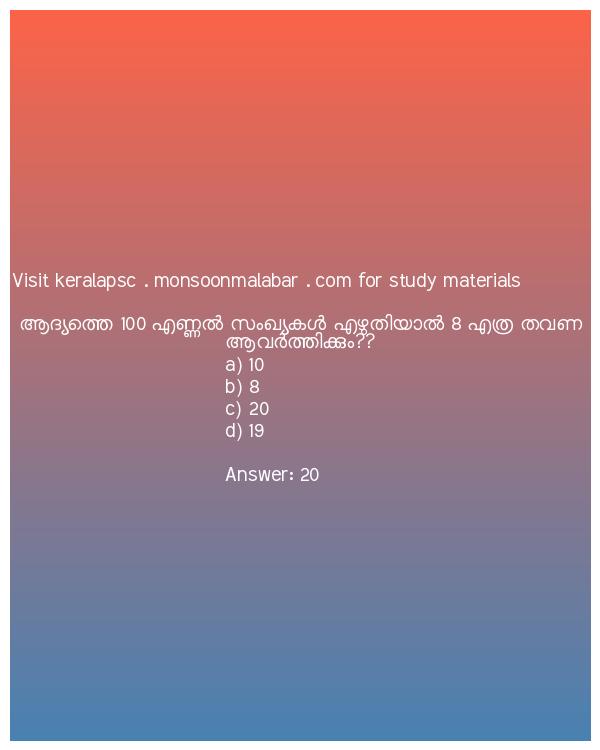 Visit keralapsc . monsoonmalabar . com for study materials
ആദ്യത്തെ 100 എണ്ണൽ സംഖ്യകൾ എഴുതിയാൽ 8 എത്ര തവണ
ആവർത്തിക്കും??
a) 10
b) 8
c) 20
d) 19
Answer: 20